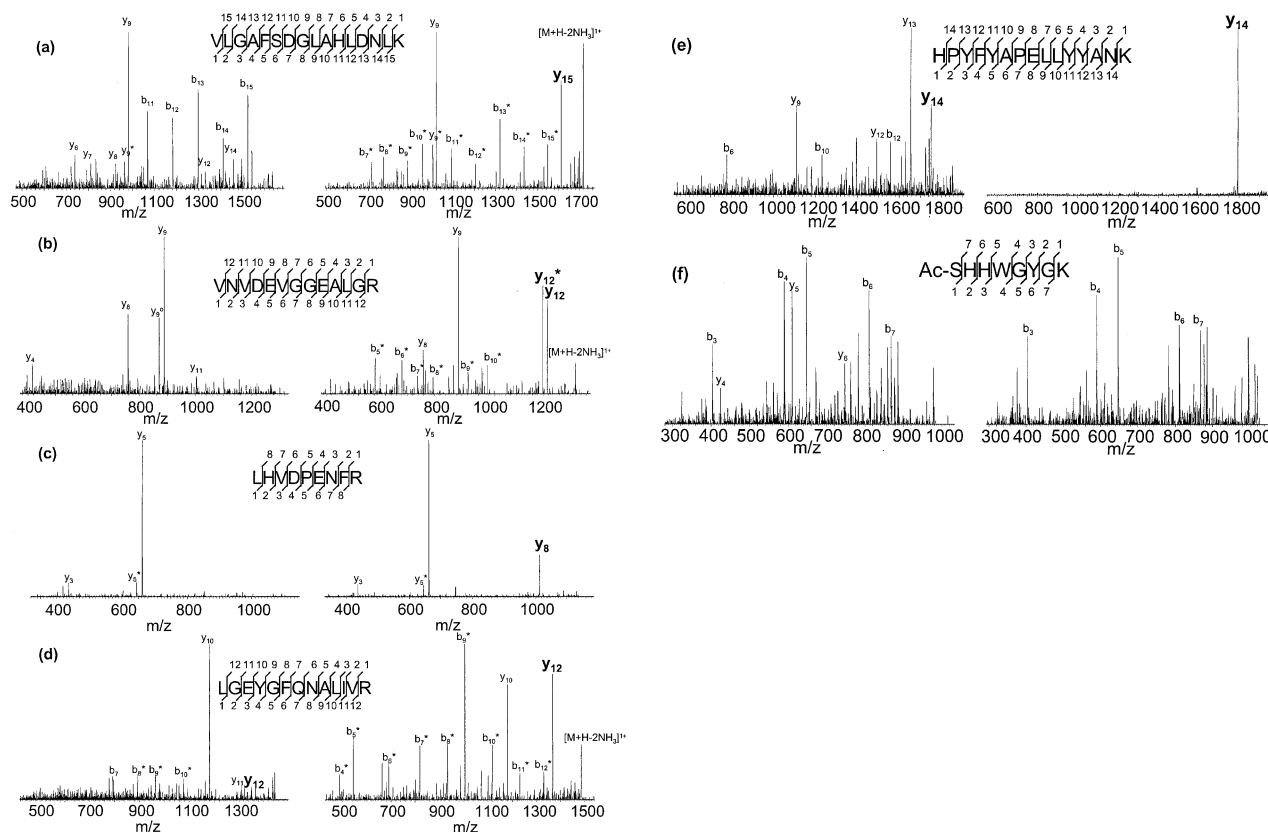 (a)
15 14 13 12 11 10 9 8 7 6 5 4 3 2 1
VLGAFSDGLAHLDNLK
1 2 3 4 5 6 7 8 9 10 11 12 13 14 15
y6 y7 y8 y9* y9 b11 b12 b13 y12 b14 y14 b15
500 700 900 1100 1300 1500
m/z
b7* b8* b9* b10* y9* y9 b11* b12* b13* b14* b15* y15 [M+H-2NH3]1+
500 700 900 1100 1300 1500 1700
m/z
(b)
12 11 10 9 8 7 6 5 4 3 2 1
VNVDEVGGEALGR
1 2 3 4 5 6 7 8 9 10 11 12
y4 y8 y9° y9 y11
400 600 800 1000 1200
m/z
b5* b6* b7* y8 b8* y9 b9* b10* y12* y12 [M+H-2NH3]1+
400 600 800 1000 1200
m/z
(c)
8 7 6 5 4 3 2 1
LHVDPENFR
1 2 3 4 5 6 7 8
y3 y5* y5
400 600 800 1000
m/z
y3 y5* y5 y8
400 600 800 1000
m/z
(d)
12 11 10 9 8 7 6 5 4 3 2 1
LGEYGFQNALIVR
1 2 3 4 5 6 7 8 9 10 11 12
b7 b8* b9* b10* y10 y11 y12
500 700 900 1100 1300
m/z
b4* b5* b6* b7* b8* b9* b10* y10 b11* b12* y12 [M+H-2NH3]1+
500 700 900 1100 1300 1500
m/z
(e)
14 13 12 11 10 9 8 7 6 5 4 3 2 1
HPYFYAPELLYYANK
1 2 3 4 5 6 7 8 9 10 11 12 13 14
b6 y9 b10 y12 b12 y13 y14
600 800 1000 1200 1400 1600 1800
m/z
y14
600 800 1000 1200 1400 1600 1800
m/z
(f)
7 6 5 4 3 2 1
Ac-SHHWGYGK
1 2 3 4 5 6 7
b3 y4 b4 y5 b5 y6 b6 b7
300 400 500 600 700 800 900 1000
m/z
b3 b4 b5 b6 b7
300 400 500 600 700 800 900 1000
m/z